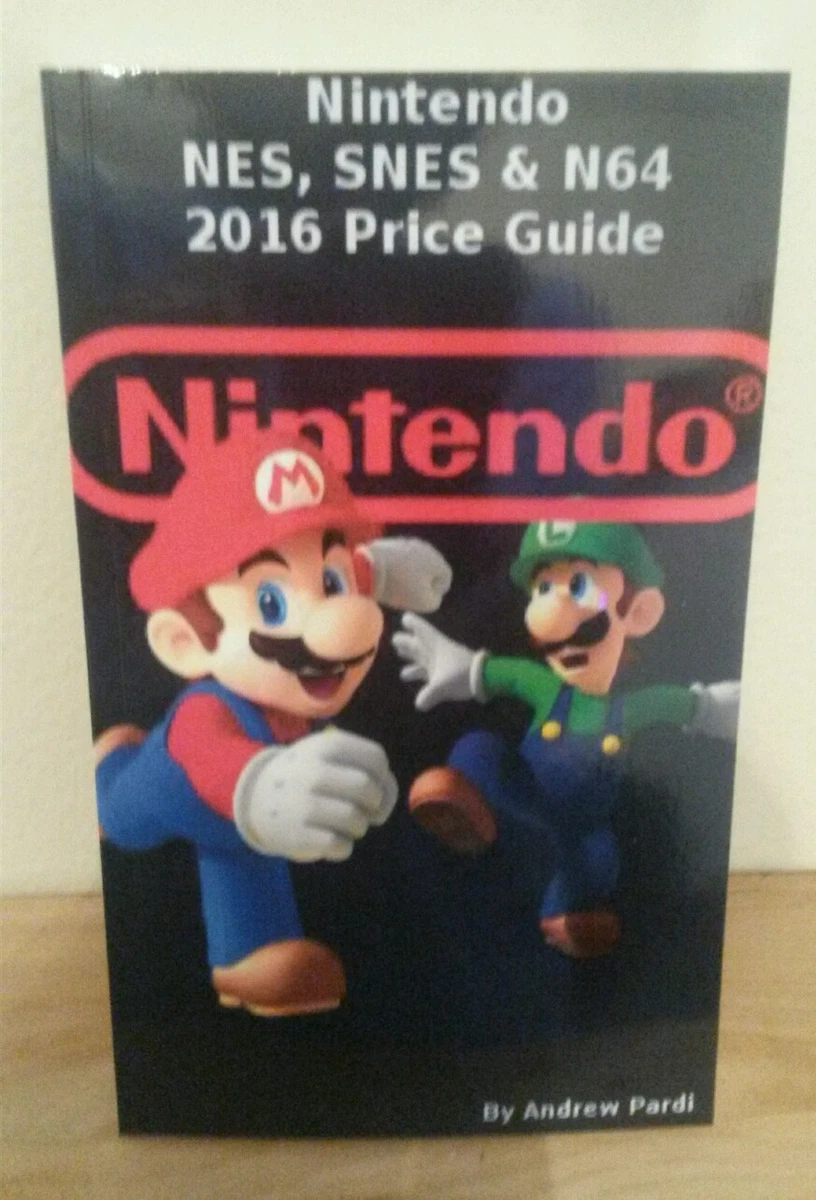 Nintendo
NES, SNES & N64
2016 Price Guide
Nintendo®
M
L
By Andrew Pardi